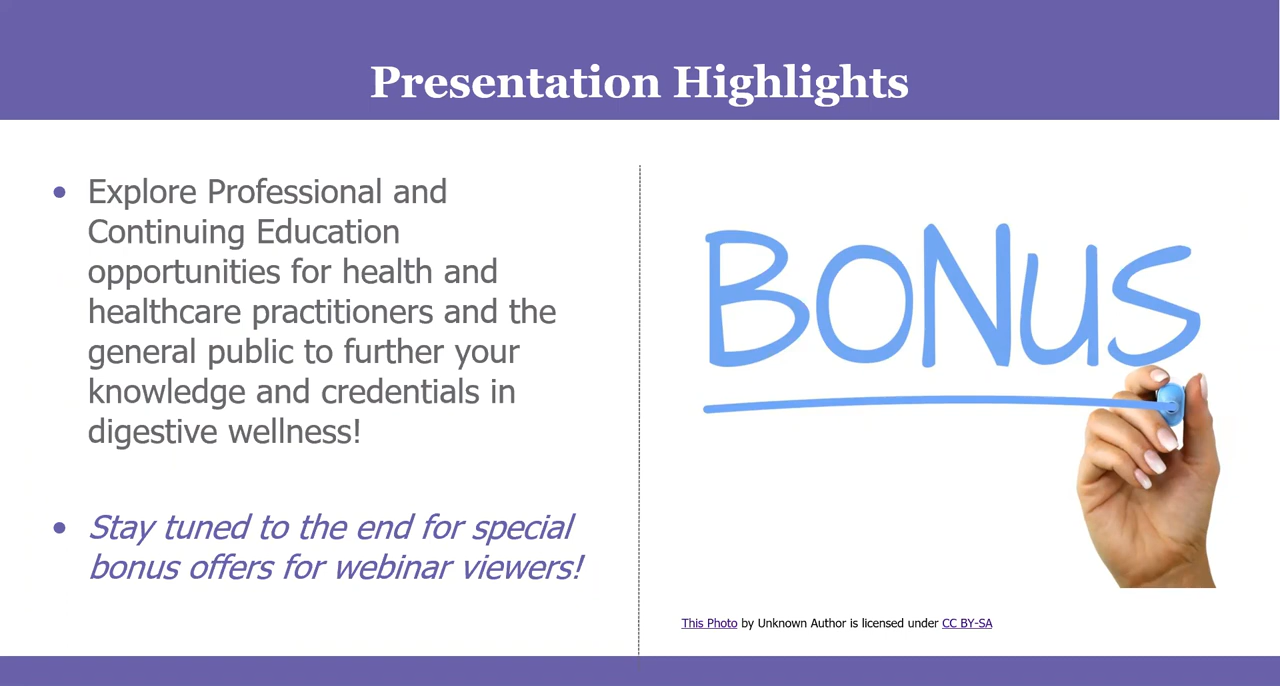 Presentation Highlights
• Explore Professional and
Continuing Education
opportunities for health and
healthcare practitioners and the
general public to further your
knowledge and credentials in
digestive wellness!
• Stay tuned to the end for special
bonus offers for webinar viewers!
BONUS
This Photo by Unknown Author is licensed under CC BY-SA